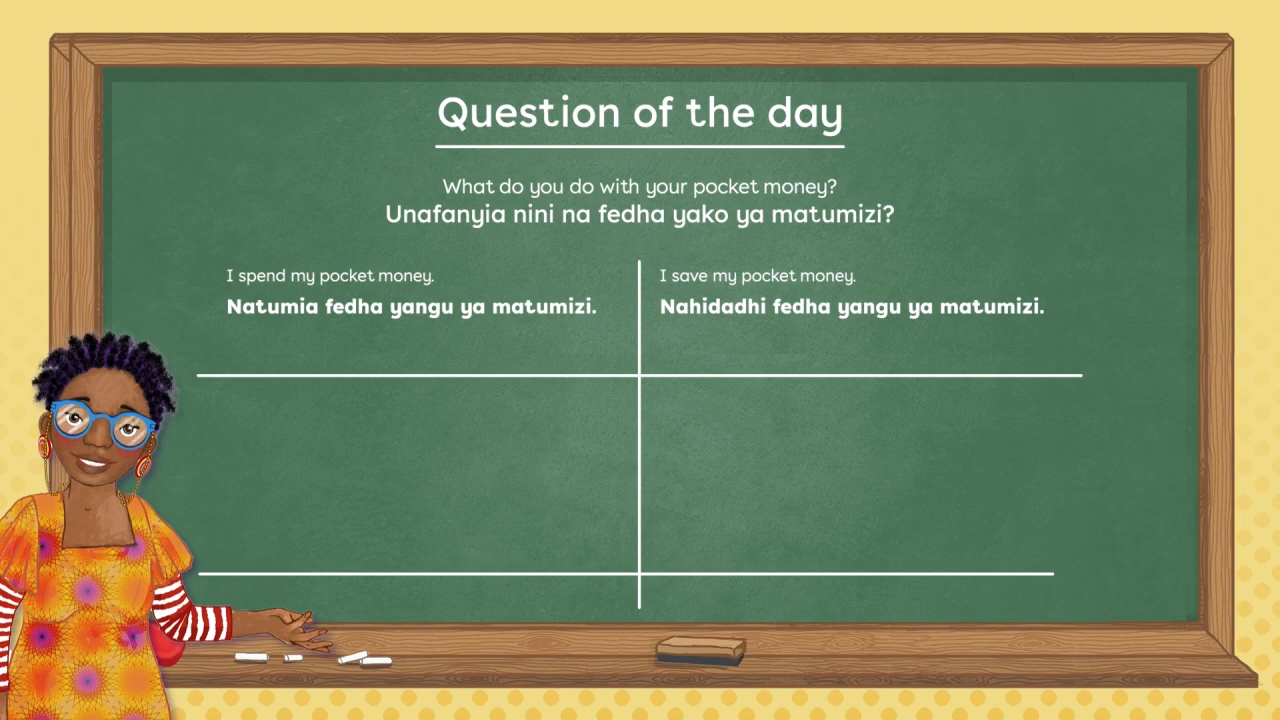 Question of the day
What do you do with your pocket money?
Unafanyia nini na fedha yako ya matumizi?
I spend my pocket money.
Natumia fedha yangu ya matumizi.
I save my pocket money.
Nahidadhi fedha yangu ya matumizi.